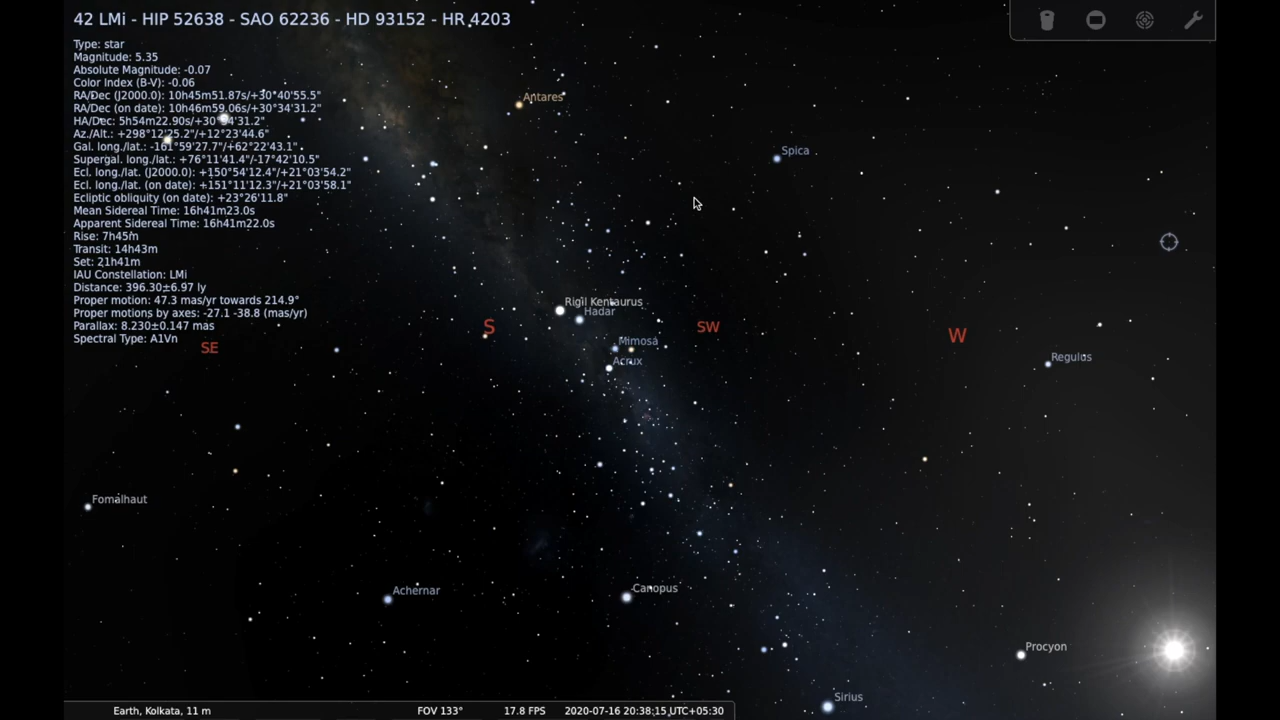 42 LMi - HIP 52638 - SAO 62236 - HD 93152 - HR 4203
Type: star
Magnitude: 5.35
Absolute Magnitude: -0.07
Color Index (B-V): -0.06
RA/Dec (J2000.0): 10h45m51.87s/+30°40'55.5"
RA/Dec (on date): 10h46m59.06s/+30°34'31.2"
HA/Dec: 5h54m22.90s/+30°34'31.2"
Az./Alt.: +298°12'25.2"/+12°23'44.6"
Gal. long./lat.: -161°59'27.7"/+62°22'43.1"
Supergal. long./lat.: +76°11'41.4"/-17°42'10.5"
Ecl. long./lat. (J2000.0): +150°54'12.4"/+21°03'54.2"
Ecl. long./lat. (on date): +151°11'12.3"/+21°03'58.1"
Ecliptic obliquity (on date): +23°26'11.8"
Mean Sidereal Time: 16h41m23.0s
Apparent Sidereal Time: 16h41m22.0s
Rise: 7h45m
Transit: 14h43m
Set: 21h41m
IAU Constellation: LMi
Distance: 396.30±6.97 ly
Proper motion: 47.3 mas/yr towards 214.9°
Proper motions by axes: -27.1 -38.8 (mas/yr)
Parallax: 8.230±0.147 mas
Spectral Type: A1Vn
Antares
Spica
Rigil Kentaurus
Hadar
S
SW
W
Mimosa
SE
Acrux
Regulus
Fomalhaut
Achernar
Canopus
Procyon
Sirius
Earth, Kolkata, 11 m
FOV 133°
17.8 FPS
2020-07-16 20:38:15 UTC+05:30